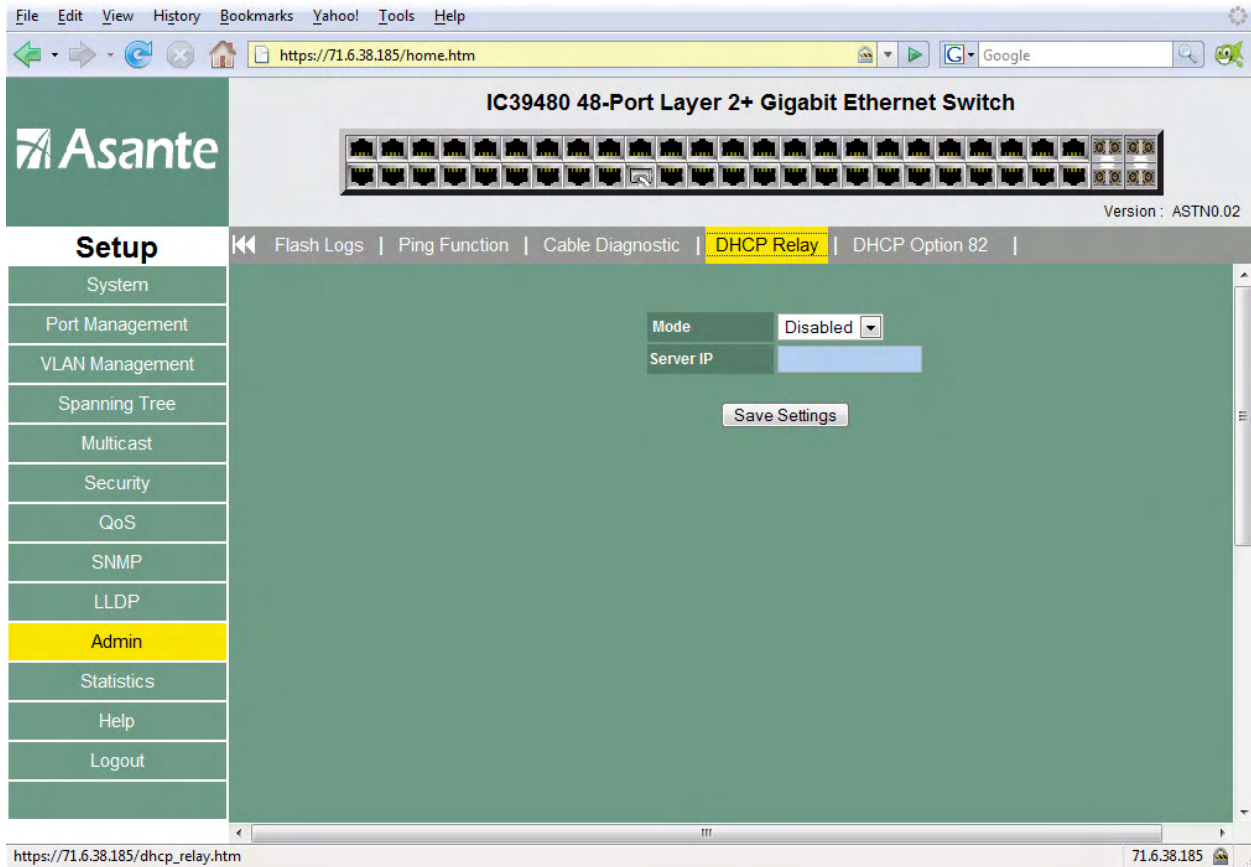 File Edit View History Bookmarks Yahoo! Tools Help
https://71.6.38.185/home.htm
G Google
Asante
IC39480 48-Port Layer 2+ Gigabit Ethernet Switch
Version : ASTN0.02
Setup
Flash Logs | Ping Function | Cable Diagnostic | DHCP Relay | DHCP Option 82 |
System
Port Management
VLAN Management
Spanning Tree
Multicast
Security
QoS
SNMP
LLDP
Admin
Statistics
Help
Logout
Mode Disabled
Server IP
Save Settings
https://71.6.38.185/dhcp_relay.htm
71.6.38.185